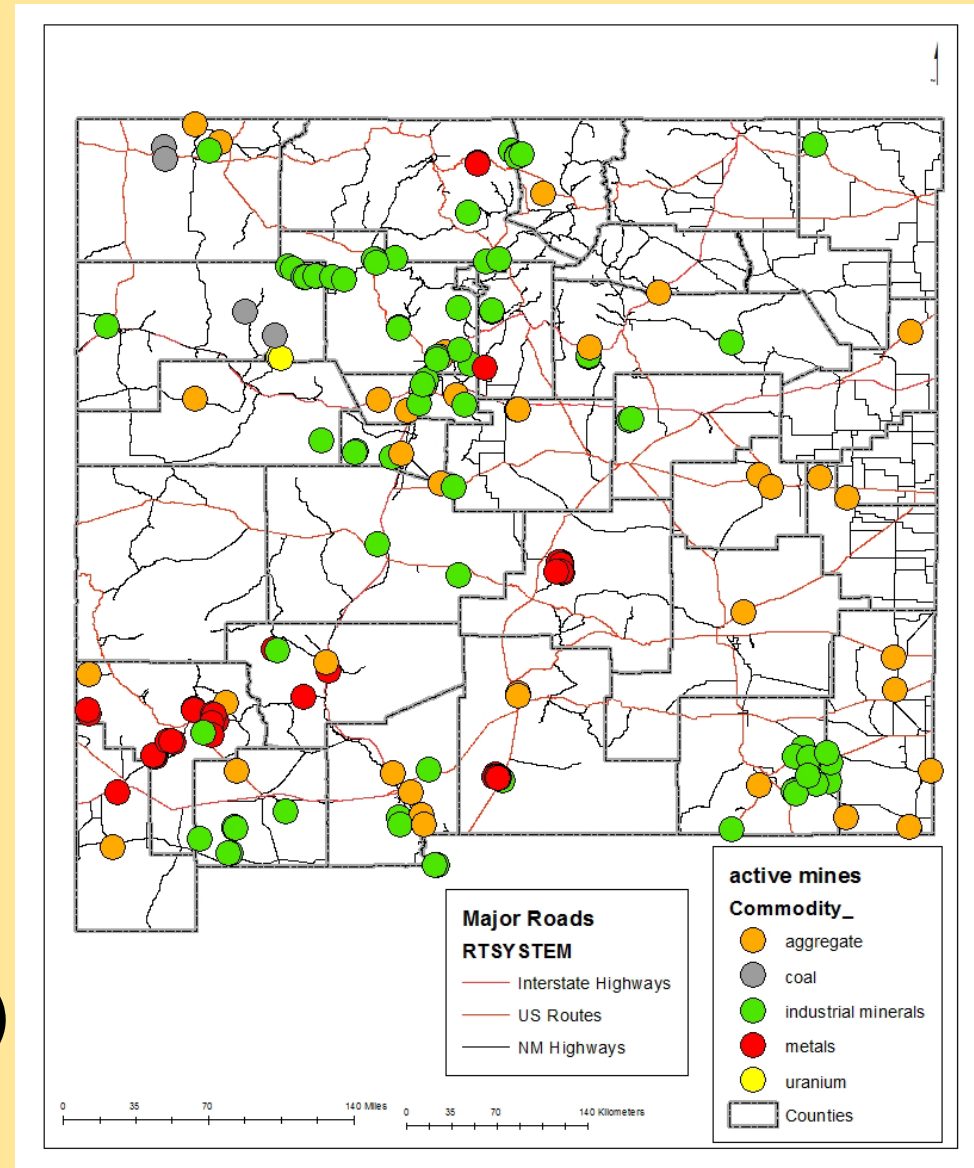 Major Roads
RTSYSTEM
Interstate Highways
US Routes
NM Highways
active mines
Commodity_
aggregate
coal
industrial minerals
metals
uranium
Counties
0 35 70 140 Miles
0 35 70 140 Kilometers